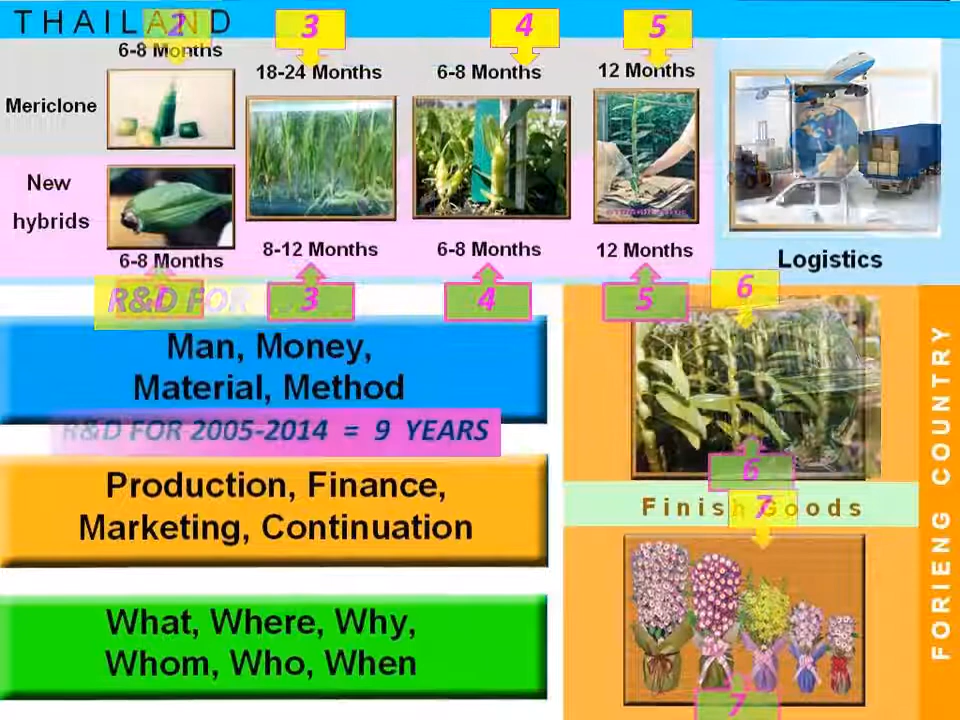 THAILAND
2
3
4
5
6-8 Months
18-24 Months
6-8 Months
12 Months
Mericlone
New
hybrids
6-8 Months
8-12 Months
6-8 Months
12 Months
Logistics
R&D FOR
3
4
5
6
Man, Money,
Material, Method
R&D FOR 2005-2014 = 9 YEARS
6
Production, Finance,
Marketing, Continuation
Finish Goods
7
What, Where, Why,
Whom, Who, When
7
FORIENG COUNTRY